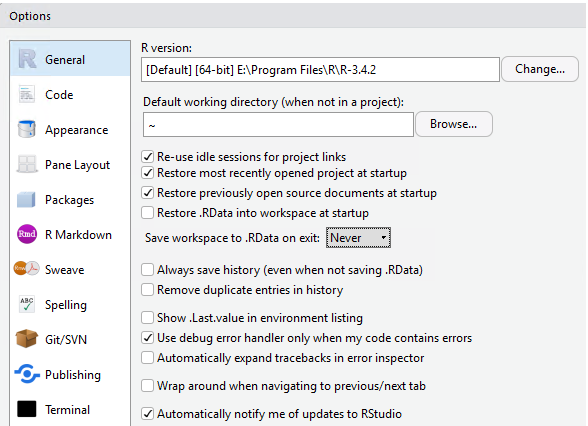 Options
General
Code
Appearance
Pane Layout
Packages
Rmd R Markdown
Rnw Sweave
ABC Spelling
Git/SVN
Publishing
Terminal
R version:
[Default] [64-bit] E:\Program Files\R\R-3.4.2
Change...
Default working directory (when not in a project):
~
Browse...
Re-use idle sessions for project links
Restore most recently opened project at startup
Restore previously open source documents at startup
Restore .RData into workspace at startup
Save workspace to .RData on exit: Never
Always save history (even when not saving .RData)
Remove duplicate entries in history
Show .Last.value in environment listing
Use debug error handler only when my code contains errors
Automatically expand tracebacks in error inspector
Wrap around when navigating to previous/next tab
Automatically notify me of updates to RStudio